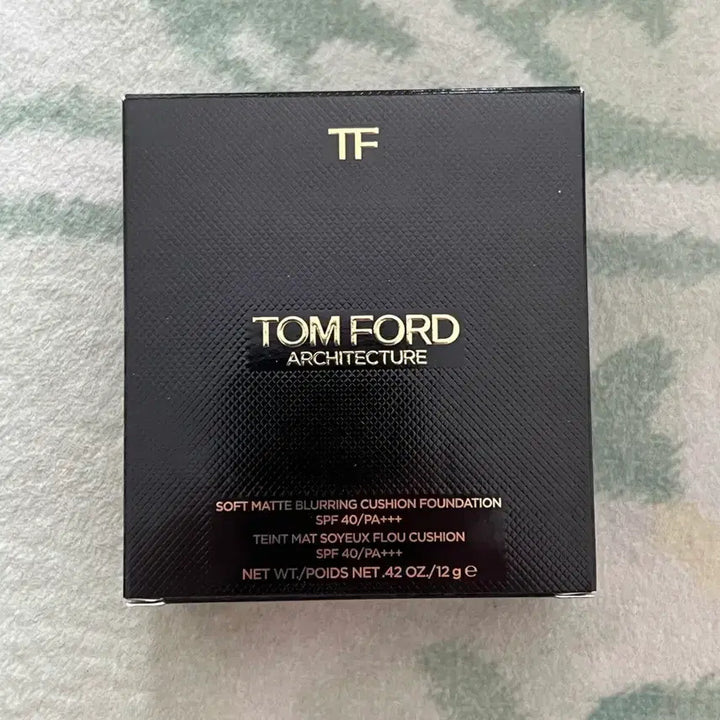 TF
TOM FORD
ARCHITECTURE
SOFT MATTE BLURRING CUSHION FOUNDATION
SPF 40/PA+++
TEINT MAT SOYEUX FLOU CUSHION
SPF 40/PA+++
NET WT./POIDS NET .42 OZ./12 g ℮